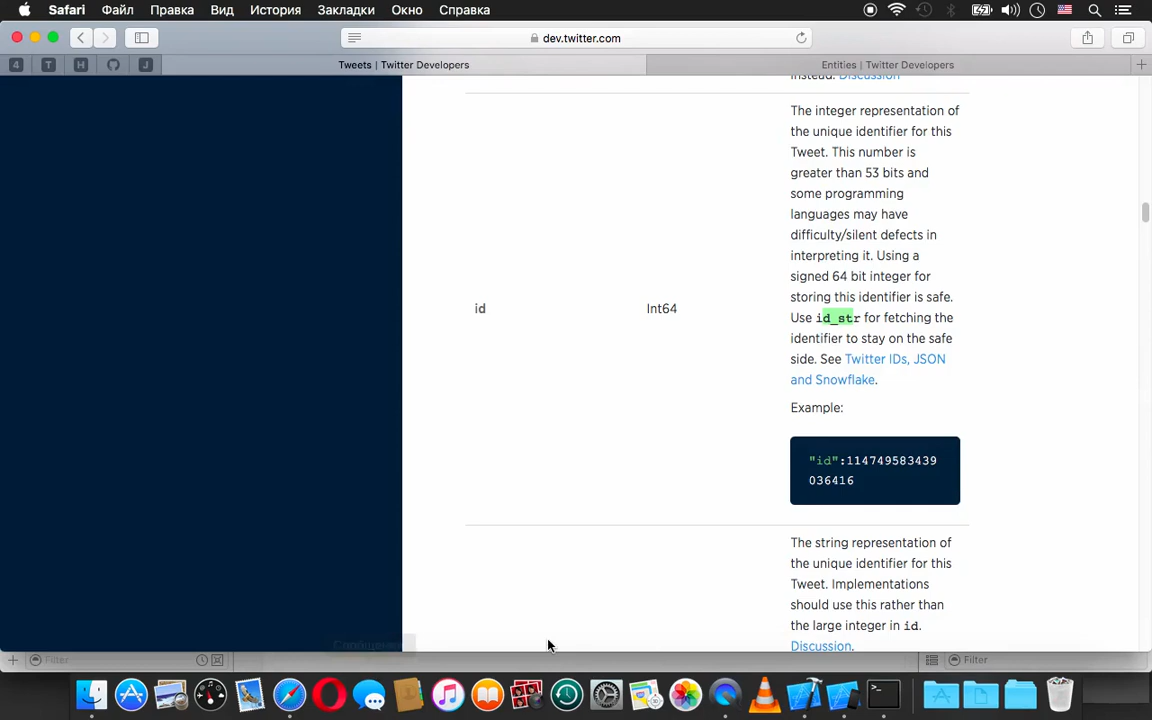 Safari Файл Правка Вид История Закладки Окно Справка
dev.twitter.com
4 T H J
Tweets | Twitter Developers
Entities | Twitter Developers
instead. Discussion
id
Int64
The integer representation of
the unique identifier for this
Tweet. This number is
greater than 53 bits and
some programming
languages may have
difficulty/silent defects in
interpreting it. Using a
signed 64 bit integer for
storing this identifier is safe.
Use id_str for fetching the
identifier to stay on the safe
side. See Twitter IDs, JSON
and Snowflake.
Example:
"id":114749583439
036416
The string representation of
the unique identifier for this
Tweet. Implementations
should use this rather than
the large integer in id.
Discussion.
Сообщения
Filter
Filter